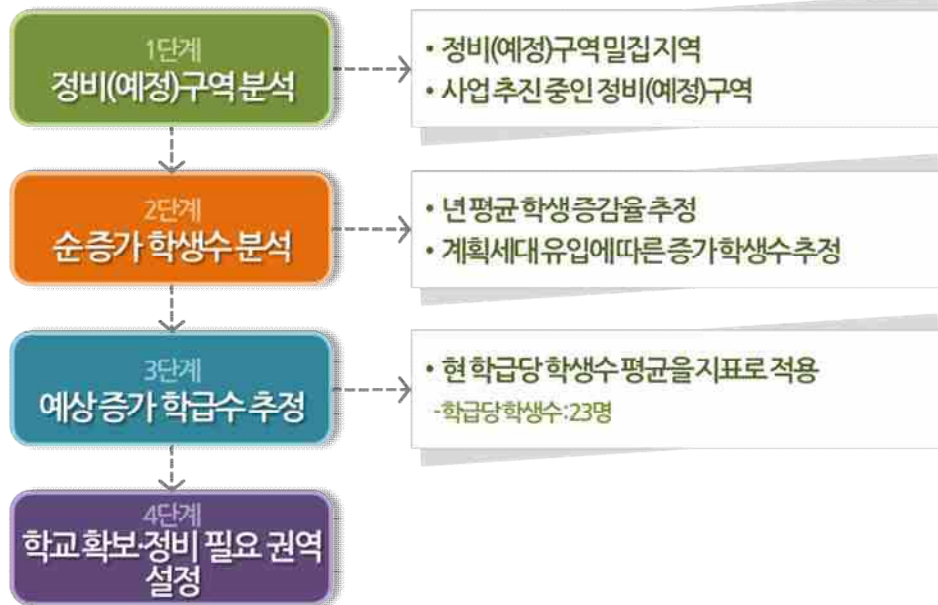 1단계
정비(예정)구역 분석
• 정비(예정)구역 밀집 지역
• 사업 추진 중인 정비(예정)구역
2단계
순 증가 학생수 분석
• 년 평균 학생 증감율 추정
• 계획세대 유입에 따른 증가 학생수 추정
3단계
예상 증가 학급수 추정
• 현 학급당 학생수 평균을 지표로 적용
-학급당 학생수:23명
4단계
학교 확보·정비 필요 권역
설정